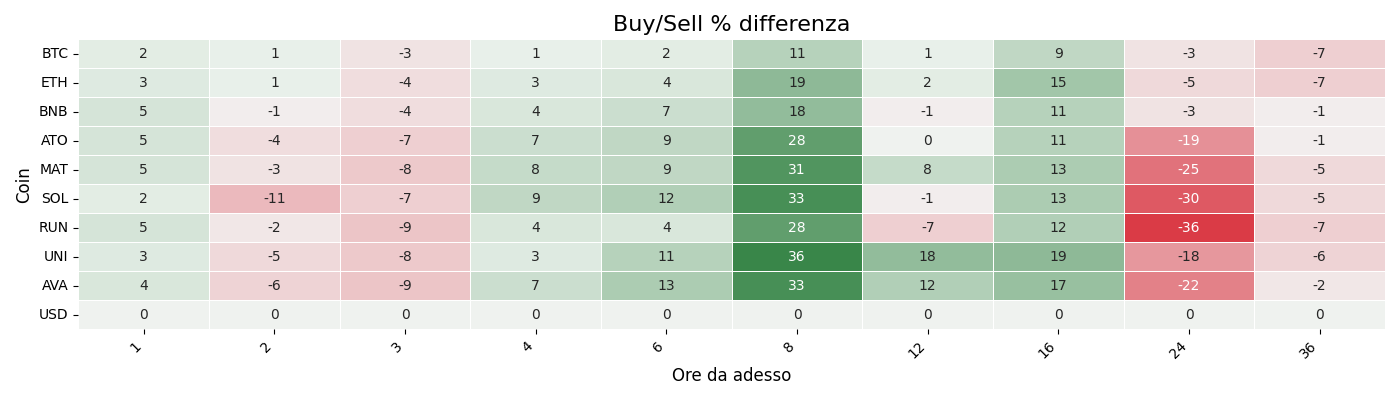 Buy/Sell % differenza
Coin
BTC 2 1 -3 1 2 11 1 9 -3 -7
ETH 3 1 -4 3 4 19 2 15 -5 -7
BNB 5 -1 -4 4 7 18 -1 11 -3 -1
ATO 5 -4 -7 7 9 28 0 11 -19 -1
MAT 5 -3 -8 8 9 31 8 13 -25 -5
SOL 2 -11 -7 9 12 33 -1 13 -30 -5
RUN 5 -2 -9 4 4 28 -7 12 -36 -7
UNI 3 -5 -8 3 11 36 18 19 -18 -6
AVA 4 -6 -9 7 13 33 12 17 -22 -2
USD 0 0 0 0 0 0 0 0 0 0
1 2 3 4 6 8 12 16 24 36
Ore da adesso